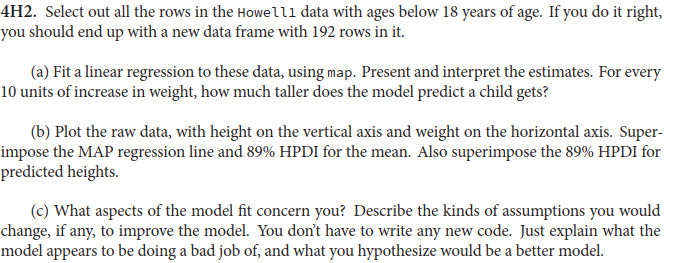 4H2. Select out all the rows in the Howell1 data with ages below 18 years of age. If you do it right,
you should end up with a new data frame with 192 rows in it.
(a) Fit a linear regression to these data, using map. Present and interpret the estimates. For every
10 units of increase in weight, how much taller does the model predict a child gets?
(b) Plot the raw data, with height on the vertical axis and weight on the horizontal axis. Super-
impose the MAP regression line and 89% HPDI for the mean. Also superimpose the 89% HPDI for
predicted heights.
(c) What aspects of the model fit concern you? Describe the kinds of assumptions you would
change, if any, to improve the model. You don't have to write any new code. Just explain what the
model appears to be doing a bad job of, and what you hypothesize would be a better model.